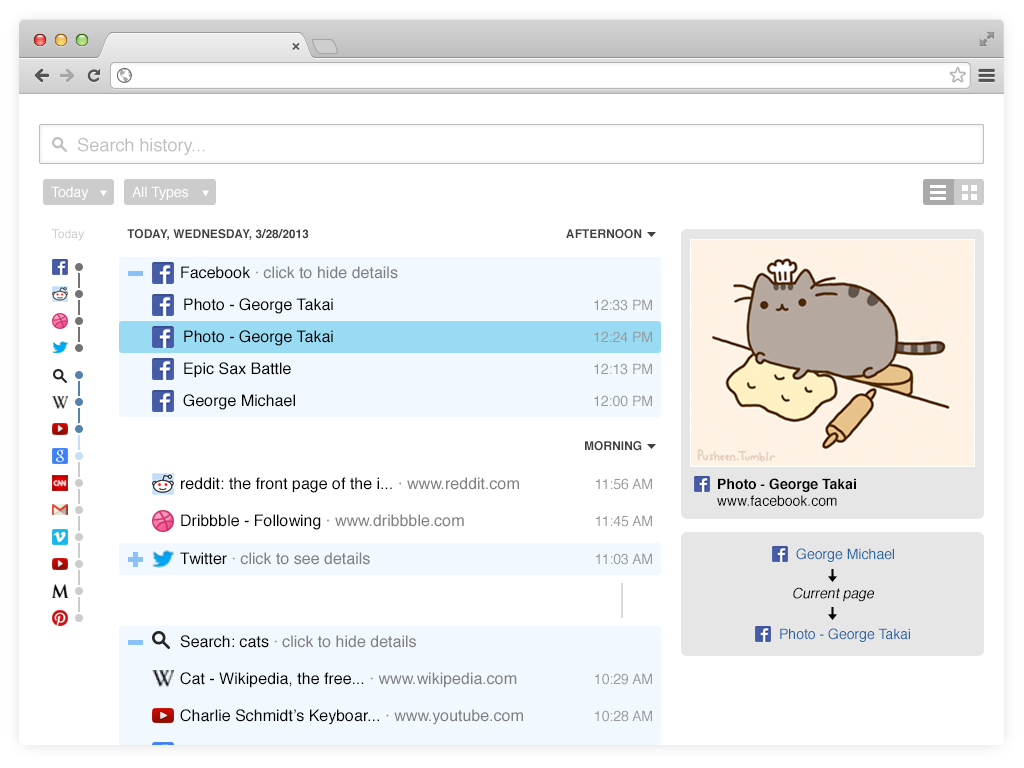 Search history...
Today ▾ All Types ▾
Today
TODAY, WEDNESDAY, 3/28/2013 AFTERNOON ▾
Facebook · click to hide details
Photo - George Takai 12:33 PM
Photo - George Takai 12:24 PM
Epic Sax Battle 12:13 PM
George Michael 12:00 PM
MORNING ▾
reddit: the front page of the i... · www.reddit.com 11:56 AM
Dribbble - Following · www.dribbble.com 11:45 AM
Twitter · click to see details 11:03 AM
Search: cats · click to hide details
Cat - Wikipedia, the free... · www.wikipedia.com 10:29 AM
Charlie Schmidt’s Keyboar... · www.youtube.com 10:28 AM
Pusheen.Tumblr
Photo - George Takai
www.facebook.com
George Michael
Current page
Photo - George Takai
CNN